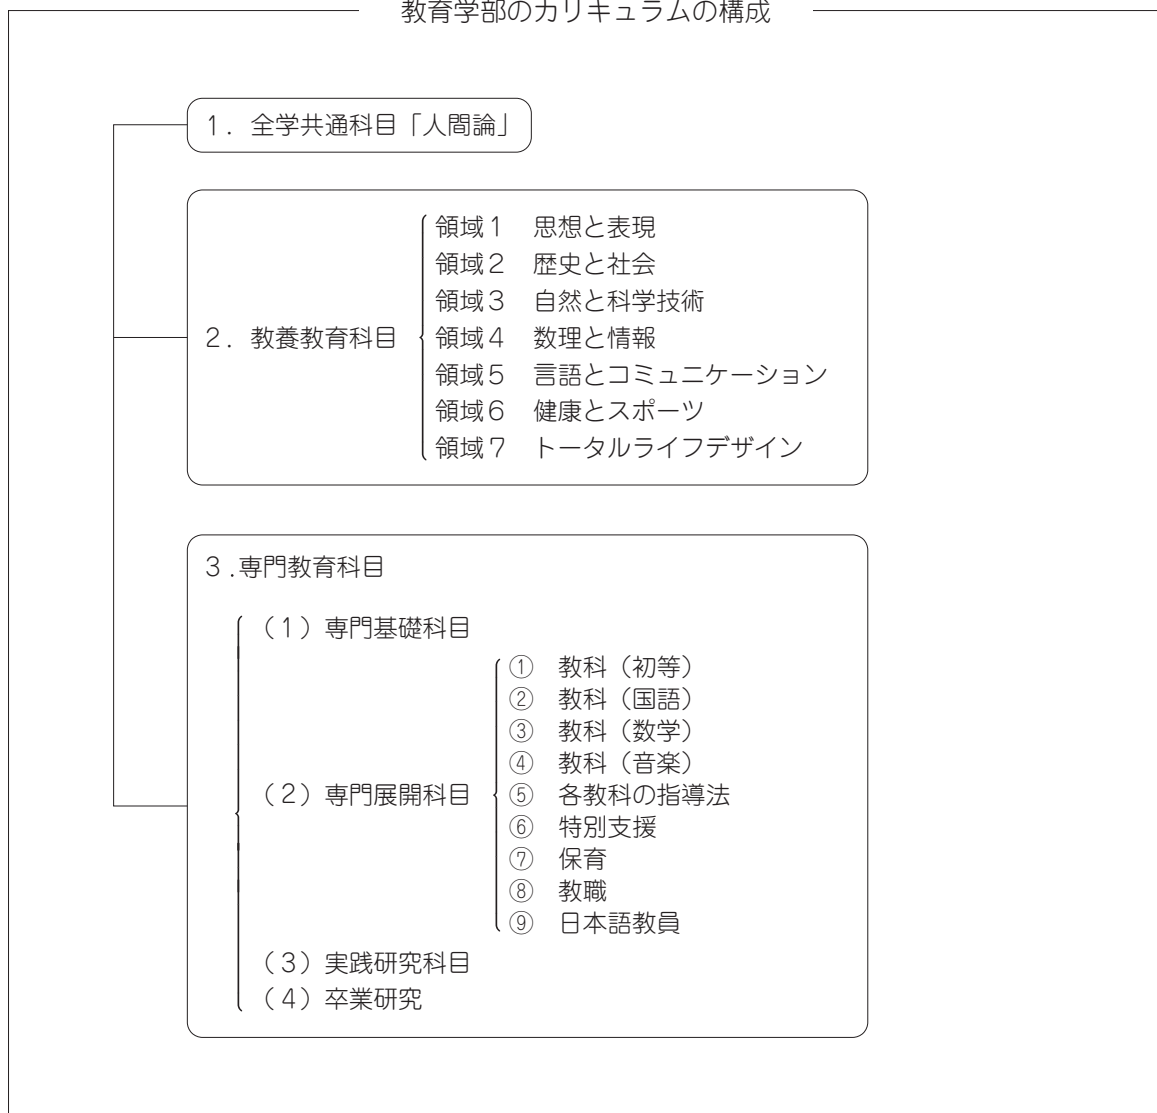 教育学部のカリキュラムの構成
1．全学共通科目「人間論」
領域1　思想と表現
領域2　歴史と社会
領域3　自然と科学技術
2．教養教育科目
領域4　数理と情報
領域5　言語とコミュニケーション
領域6　健康とスポーツ
領域7　トータルライフデザイン
3.専門教育科目
（1）専門基礎科目
①　教科（初等）
②　教科（国語）
③　教科（数学）
④　教科（音楽）
（2）専門展開科目
⑤　各教科の指導法
⑥　特別支援
⑦　保育
⑧　教職
⑨　日本語教員
（3）実践研究科目
（4）卒業研究